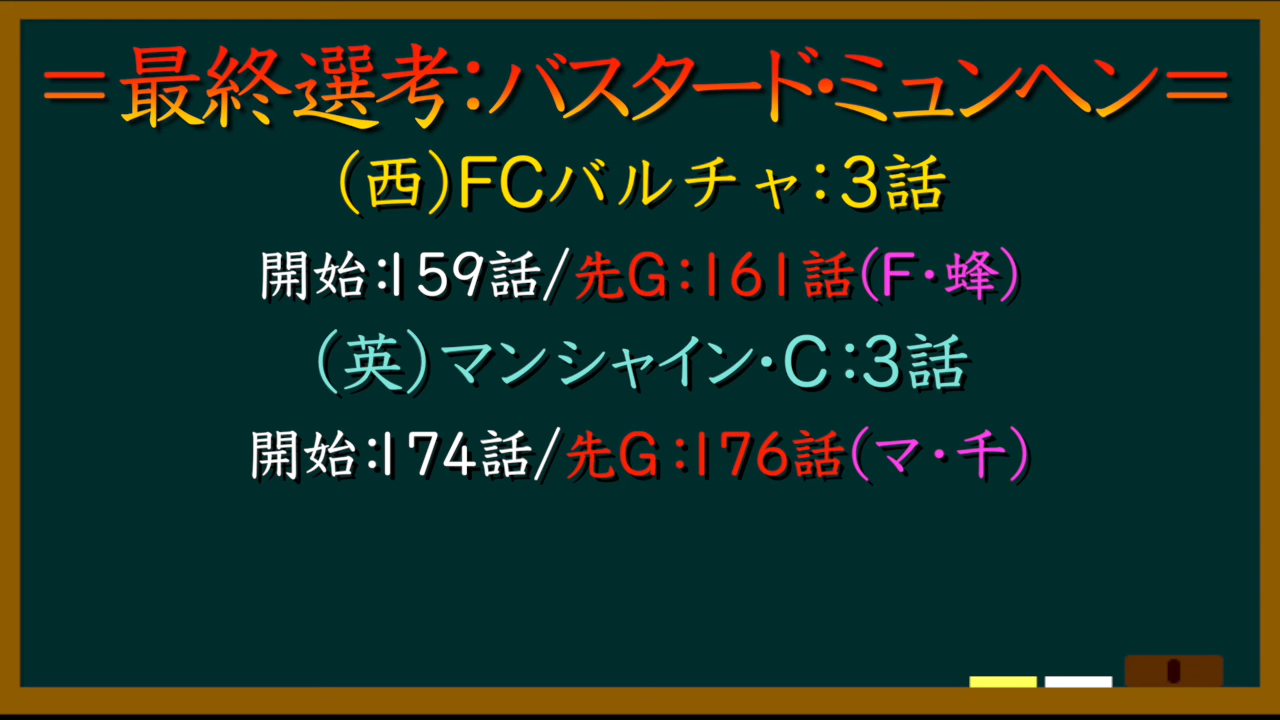 =最終選考:バスタード・ミュンヘン=
(西)FCバルチャ:3話
開始:159話/先G:161話(F・蜂)
(英)マンシャイン・C:3話
開始:174話/先G:176話(マ・千)